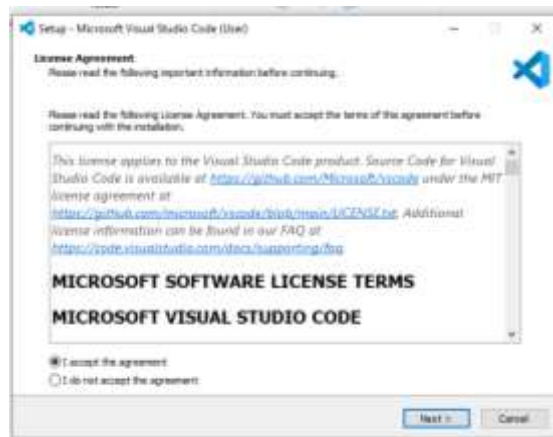 Setup - Microsoft Visual Studio Code (User)
License Agreement
Please read the following important information before continuing.
Please read the following License Agreement. You must accept the terms of this agreement before
continuing with the installation.
This license applies to the Visual Studio Code product. Source Code for Visual
Studio Code is available at https://github.com/Microsoft/vscode under the MIT
license agreement at
https://github.com/microsoft/vscode/blob/main/LICENSE.txt. Additional
license information can be found in our FAQ at
https://code.visualstudio.com/docs/supporting/faq.
MICROSOFT SOFTWARE LICENSE TERMS
MICROSOFT VISUAL STUDIO CODE
I accept the agreement
I do not accept the agreement
Next >
Cancel